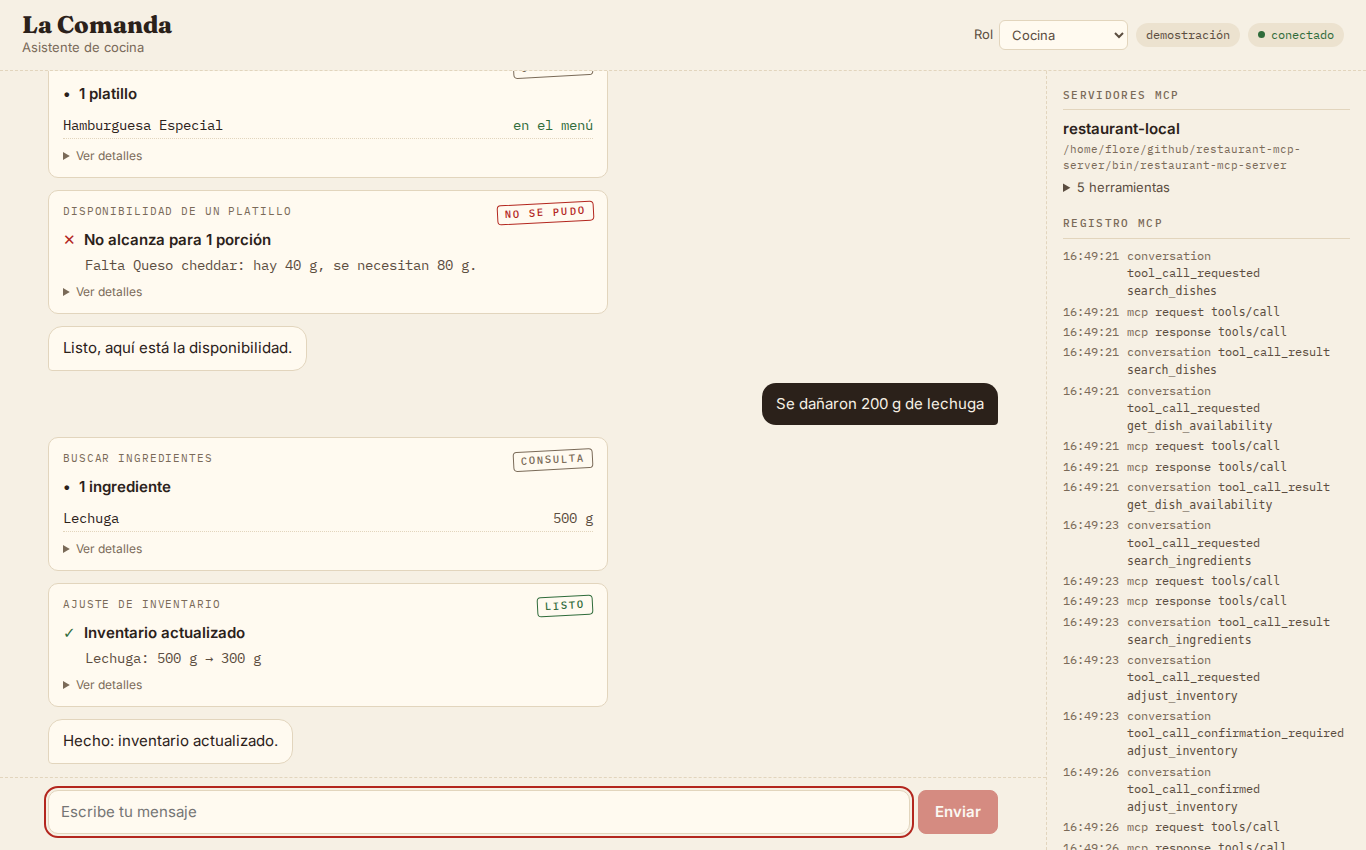 La Comanda
Asistente de cocina
Rol
Cocina
demostración
conectado
1 platillo
Hamburguesa Especial
en el menú
Ver detalles
DISPONIBILIDAD DE UN PLATILLO
NO SE PUDO
✕ No alcanza para 1 porción
Falta Queso cheddar: hay 40 g, se necesitan 80 g.
Ver detalles
Listo, aquí está la disponibilidad.
Se dañaron 200 g de lechuga
BUSCAR INGREDIENTES
CONSULTA
1 ingrediente
Lechuga
500 g
Ver detalles
AJUSTE DE INVENTARIO
LISTO
✓ Inventario actualizado
Lechuga: 500 g → 300 g
Ver detalles
Hecho: inventario actualizado.
Escribe tu mensaje
Enviar
SERVIDORES MCP
restaurant-local
/home/flore/github/restaurant-mcp-
server/bin/restaurant-mcp-server
5 herramientas
REGISTRO MCP
16:49:21 conversation
tool_call_requested
search_dishes
16:49:21 mcp request tools/call
16:49:21 mcp response tools/call
16:49:21 conversation tool_call_result
search_dishes
16:49:21 conversation
tool_call_requested
get_dish_availability
16:49:21 mcp request tools/call
16:49:21 mcp response tools/call
16:49:21 conversation tool_call_result
get_dish_availability
16:49:23 conversation
tool_call_requested
search_ingredients
16:49:23 mcp request tools/call
16:49:23 mcp response tools/call
16:49:23 conversation tool_call_result
search_ingredients
16:49:23 conversation
tool_call_requested
adjust_inventory
16:49:23 conversation
tool_call_confirmation_required
adjust_inventory
16:49:26 conversation
tool_call_confirmed
adjust_inventory
16:49:26 mcp request tools/call
16:49:26 mcp response tools/call